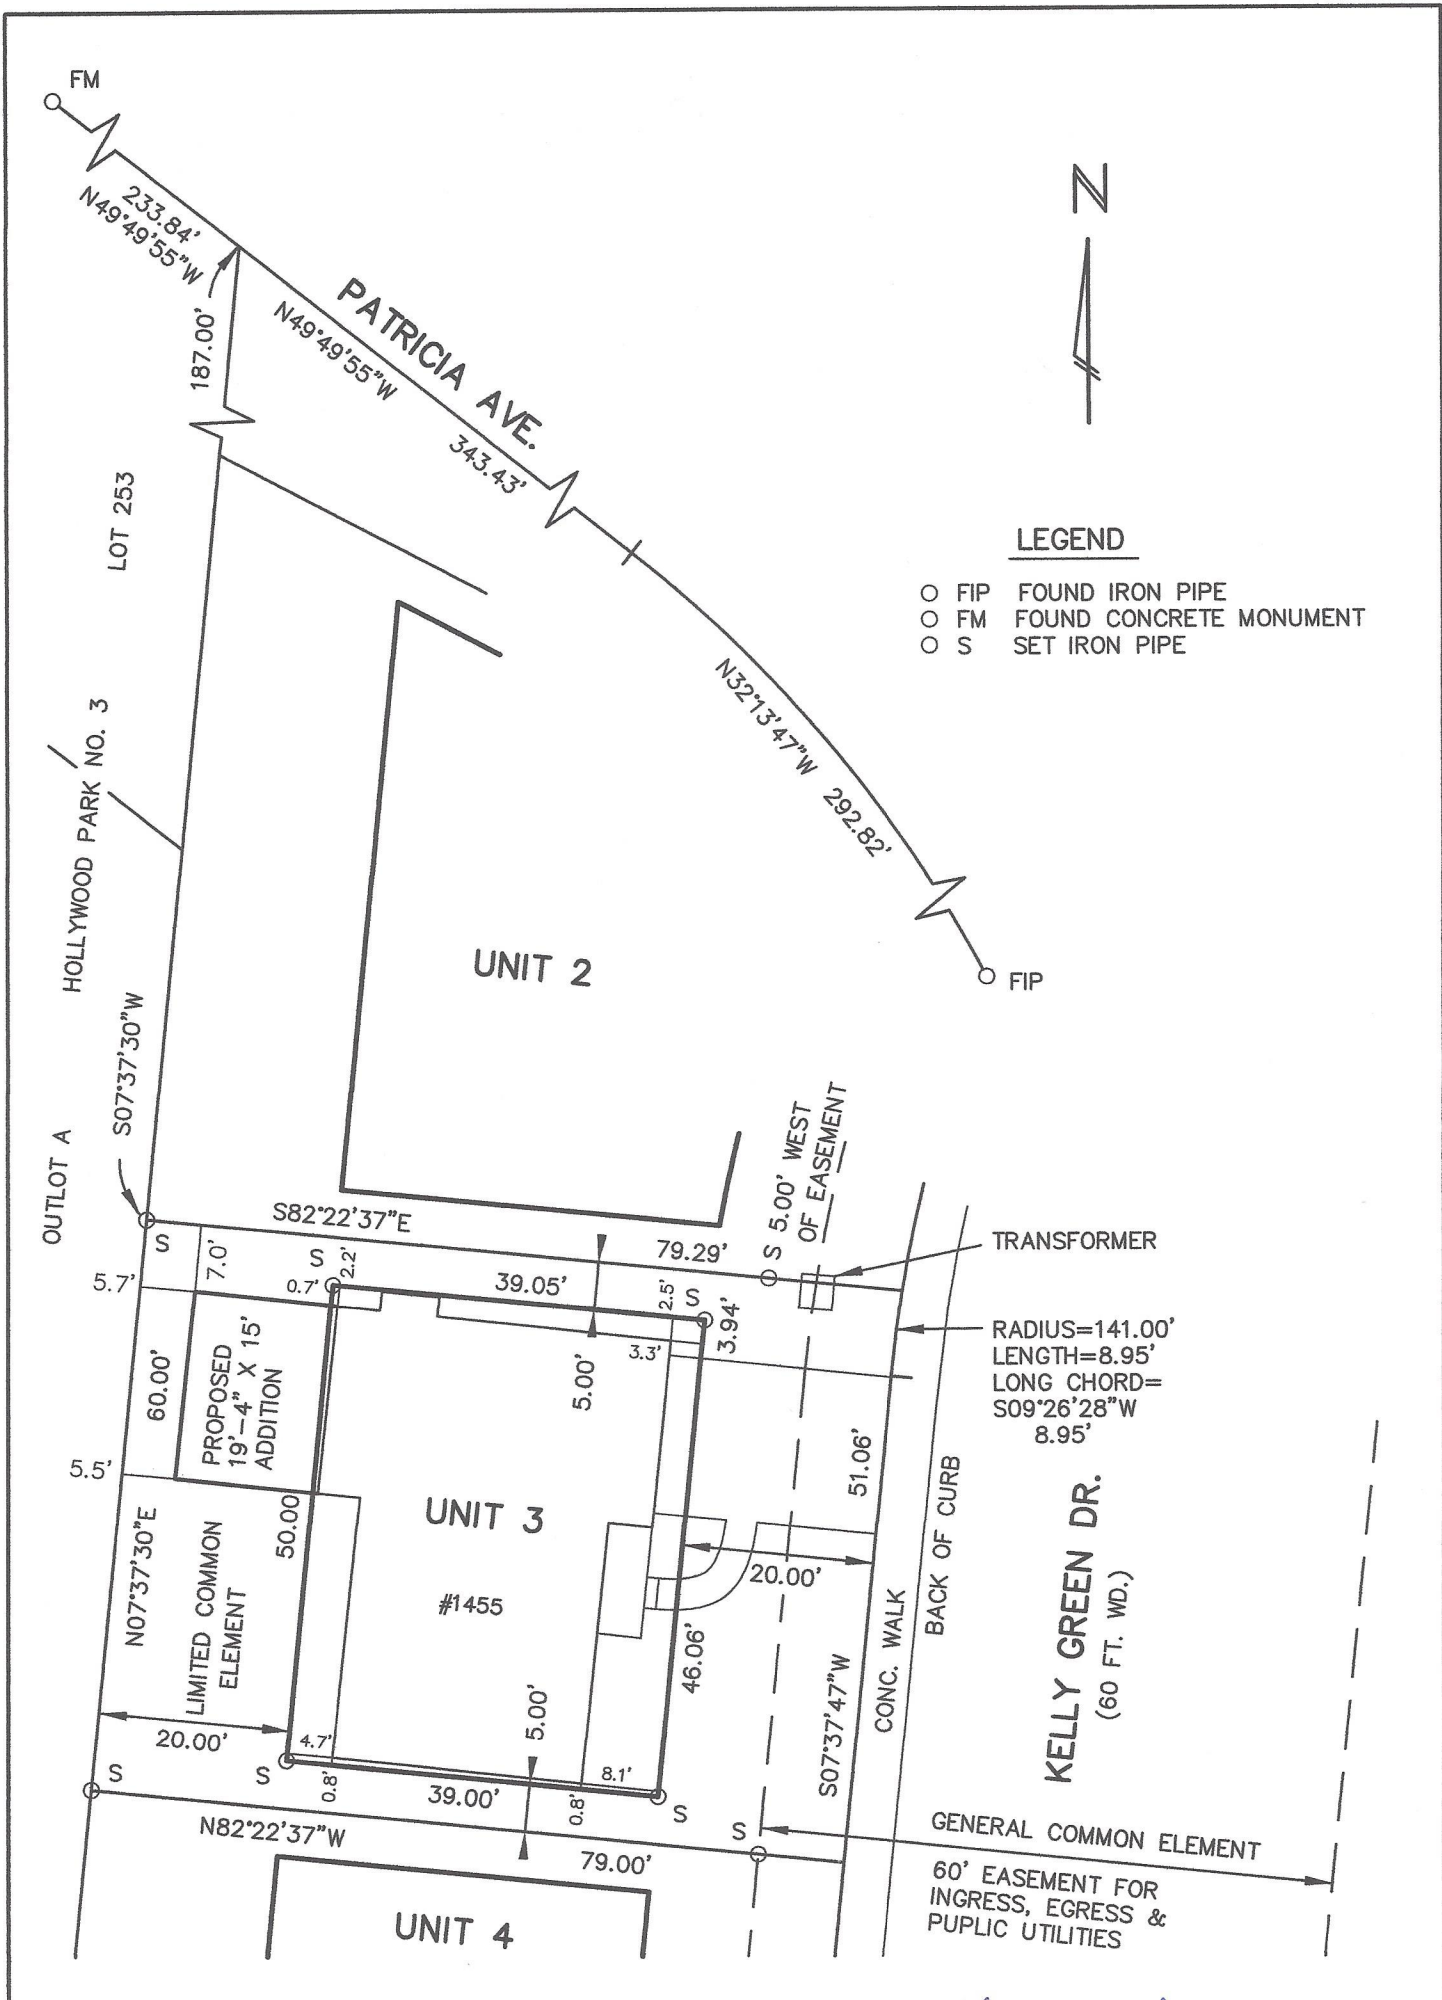 FM
233.84'
N49°49'55"W
187.00'
PATRICIA AVE.
N49°49'55"W
343.43'
N
LEGEND
FIP FOUND IRON PIPE
FM FOUND CONCRETE MONUMENT
S SET IRON PIPE
LOT 253
N32°13'47"W 292.82'
FIP
HOLLYWOOD PARK NO. 3
UNIT 2
S07°37'30"W
OUTLOT A
S 5.00' WEST
OF EASEMENT
S82°22'37"E
79.29'
TRANSFORMER
S
S
7.0'
2.2'
5.7'
0.7'
39.05'
2.5'
S
3.94'
3.3'
5.00'
RADIUS=141.00'
LENGTH=8.95'
LONG CHORD=
S09°26'28"W
8.95'
60.00'
PROPOSED
19'-4" X 15'
ADDITION
5.5'
50.00
51.06'
UNIT 3
#1455
20.00'
46.06'
N07°37'30"E
LIMITED COMMON
ELEMENT
20.00'
S07°37'47"W
CONC. WALK
BACK OF CURB
KELLY GREEN DR.
(60 FT. WD.)
4.7'
0.8'
5.00'
39.00'
0.8'
8.1'
S
S
S
S
N82°22'37"W
79.00'
GENERAL COMMON ELEMENT
60' EASEMENT FOR
INGRESS, EGRESS &
PUPLIC UTILITIES
UNIT 4